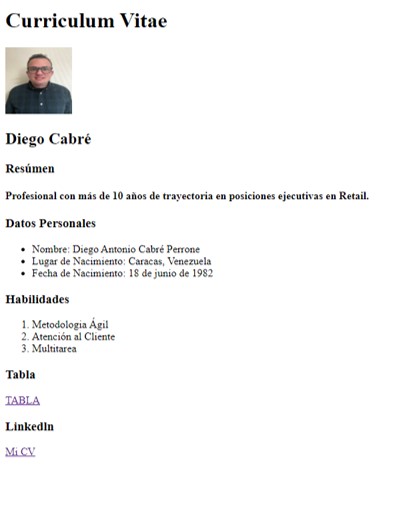 Curriculum Vitae
Diego Cabré
Resúmen
Profesional con más de 10 años de trayectoria en posiciones ejecutivas en Retail.
Datos Personales
• Nombre: Diego Antonio Cabré Perrone
• Lugar de Nacimiento: Caracas, Venezuela
• Fecha de Nacimiento: 18 de junio de 1982
Habilidades
1. Metodologia Ágil
2. Atención al Cliente
3. Multitarea
Tabla
TABLA
LinkedIn
Mi CV